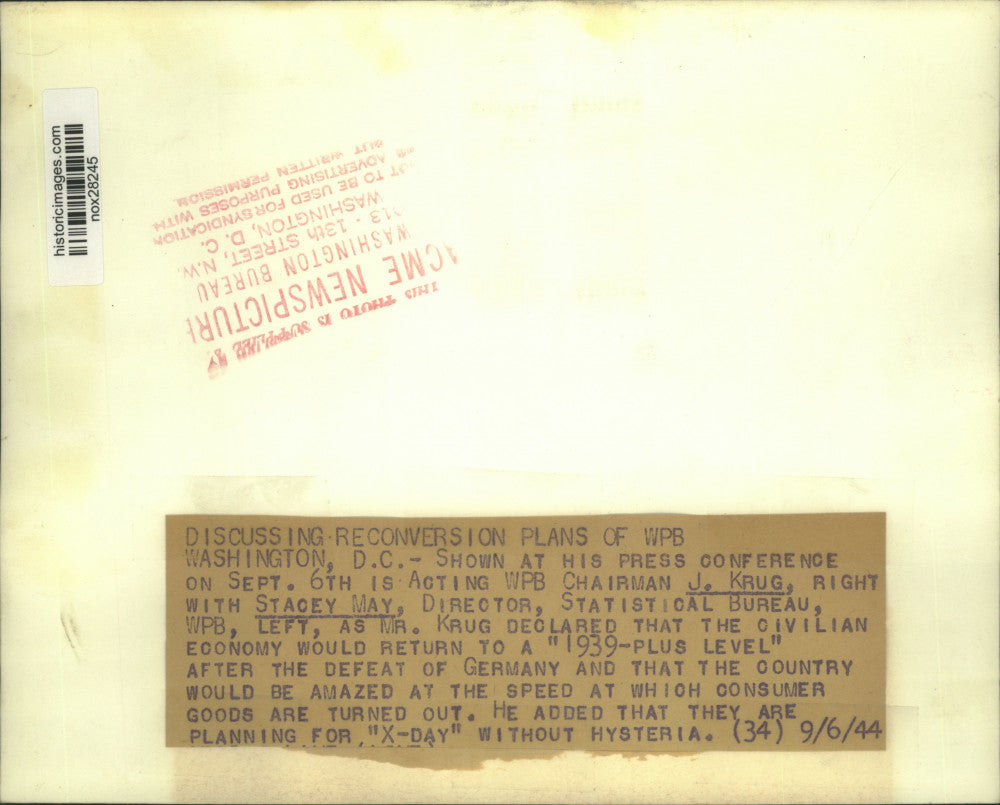 historicimages.com
nox28245
THIS PHOTO IS SUPPLIED BY
ACME NEWSPICTUR
WASHINGTON BUREAU
13 - 13th STREET, N.W.
WASHINGTON, D. C.
OT TO BE USED FOR SYNDICATION
ADVERTISING PURPOSES WITH
OUT WRITTEN PERMISSION
DISCUSSING RECONVERSION PLANS OF WPB
WASHINGTON, D.C.- SHOWN AT HIS PRESS CONFERENCE
ON SEPT. 6TH IS ACTING WPB CHAIRMAN J. KRUG, RIGHT
WITH STACEY MAY, DIRECTOR, STATISTICAL BUREAU,
WPB, LEFT, AS MR. KRUG DECLARED THAT THE CIVILIAN
ECONOMY WOULD RETURN TO A "1939-PLUS LEVEL"
AFTER THE DEFEAT OF GERMANY AND THAT THE COUNTRY
WOULD BE AMAZED AT THE SPEED AT WHICH CONSUMER
GOODS ARE TURNED OUT. HE ADDED THAT THEY ARE
PLANNING FOR "X-DAY" WITHOUT HYSTERIA. (34) 9/6/44